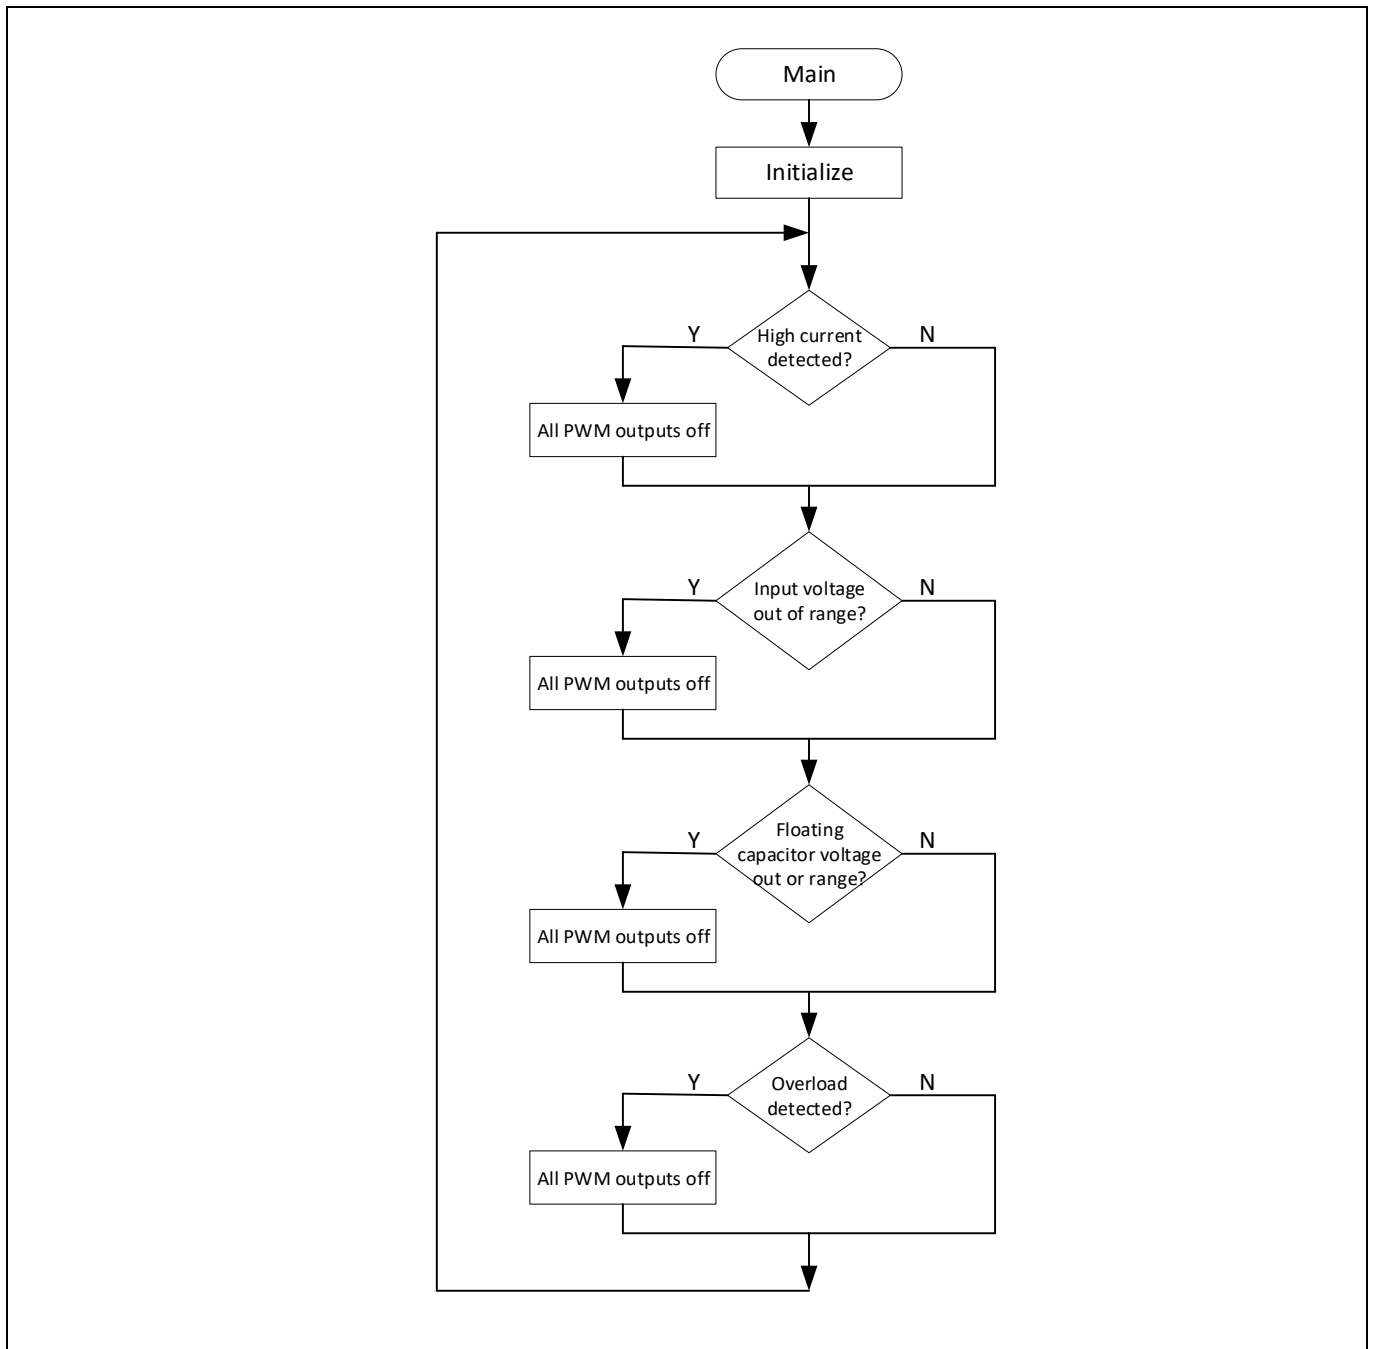 Main
Initialize
Y
High current
detected?
N
All PWM outputs off
Y
Input voltage
out of range?
N
All PWM outputs off
Y
Floating
capacitor voltage
out or range?
N
All PWM outputs off
Y
Overload
detected?
N
All PWM outputs off